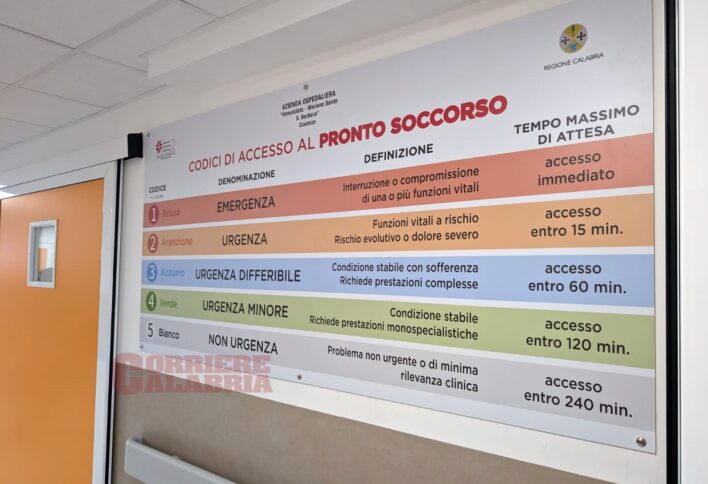 REGIONE CALABRIA
AZIENDA OSPEDALIERA
"Annunziata - Mariano Santo
S. Barbara"
Cosenza
CODICI DI ACCESSO AL PRONTO SOCCORSO
CODICE
DENOMINAZIONE
DEFINIZIONE
TEMPO MASSIMO
DI ATTESA
1 Rosso
EMERGENZA
Interruzione o compromissione
di una o più funzioni vitali
accesso
immediato
2 Arancione
URGENZA
Funzioni vitali a rischio
Rischio evolutivo o dolore severo
accesso
entro 15 min.
3 Azzurro
URGENZA DIFFERIBILE
Condizione stabile con sofferenza
Richiede prestazioni complesse
accesso
entro 60 min.
4 Verde
URGENZA MINORE
Condizione stabile
Richiede prestazioni monospecialistiche
accesso
entro 120 min.
5 Bianco
NON URGENZA
Problema non urgente o di minima
rilevanza clinica
accesso
entro 240 min.
CORRIERE
CALABRIA